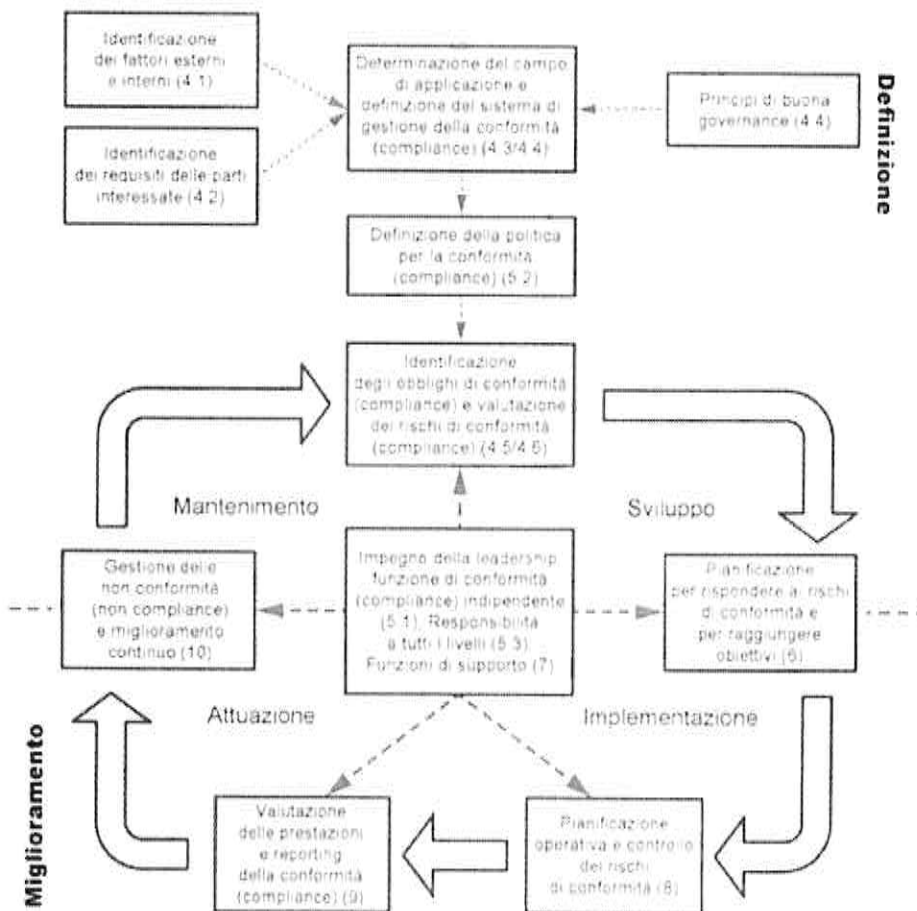 Identificazione
dei fattori esterni
e interni (4.1)
Determinazione del campo
di applicazione e
definizione del sistema di
gestione della conformità
(compliance) (4.3/4.4)
Principi di buona
governance (4.4)
Definizione
Identificazione
dei requisiti delle parti
interessate (4.2)
Definizione della politica
per la conformità
(compliance) (5.2)
Identificazione
degli obblighi di conformità
(compliance) e valutazione
dei rischi di conformità
(compliance) (4.5/4.6)
Mantenimento
Sviluppo
Gestione delle
non conformità
(non compliance)
e miglioramento
continuo (10)
Impegno della leadership
funzione di conformità
(compliance) indipendente
(5.1), Responsabilità
a tutti i livelli (5.3)
Funzioni di supporto (7)
Pianificazione
per rispondere ai rischi
di conformità e
per raggiungere
obiettivi (6)
Attuazione
Implementazione
Miglioramento
Valutazione
delle prestazioni
e reporting
della conformità
(compliance) (9)
Pianificazione
operativa e controllo
dei rischi
di conformità (8)